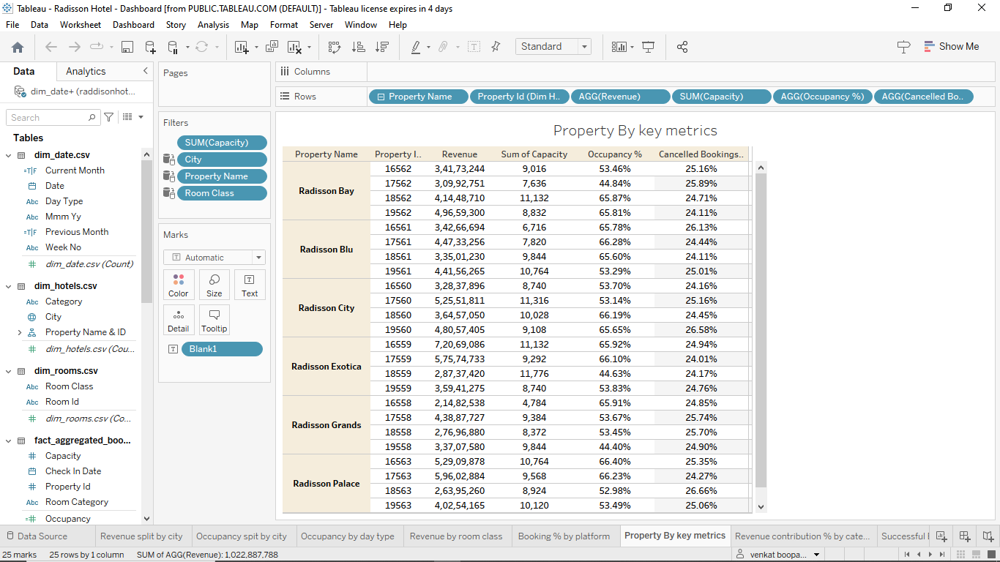 Tableau - Radisson Hotel - Dashboard [from PUBLIC.TABLEAU.COM (DEFAULT)] - Tableau license expires in 4 days
File Data Worksheet Dashboard Story Analysis Map Format Server Window Help
Standard Show Me
Data Analytics
dim_date+ (raddisonhot...
Search
Tables
dim_date.csv
=T|F Current Month
Date
Abc Day Type
Abc Mmm Yy
=T|F Previous Month
Abc Week No
dim_date.csv (Count)
dim_hotels.csv
Abc Category
City
Property Name & ID
dim_hotels.csv (Cou...
dim_rooms.csv
Abc Room Class
Abc Room Id
dim_rooms.csv (Co...
fact_aggregated_boo...
Capacity
Check In Date
Property Id
Abc Room Category
Occupancy
Pages
Filters
SUM(Capacity)
City
Property Name
Room Class
Marks
T Automatic
Color Size Text
Detail Tooltip
T Blank1
Columns
Rows Property Name Property Id (Dim H.. AGG(Revenue) SUM(Capacity) AGG(Occupancy %) AGG(Cancelled Bo..
Property By key metrics
Property Name Property I.. Revenue Sum of Capacity Occupancy % Cancelled Bookings..
Radisson Bay
16562 3,41,73,244 9,016 53.46% 25.16%
17562 3,09,92,751 7,636 44.84% 25.89%
18562 4,14,48,710 11,132 65.87% 24.71%
19562 4,96,59,300 8,832 65.81% 24.11%
Radisson Blu
16561 3,42,66,694 6,716 65.78% 26.13%
17561 4,47,33,256 7,820 66.28% 24.44%
18561 3,35,01,230 9,844 65.60% 24.11%
19561 4,41,56,265 10,764 53.29% 25.01%
Radisson City
16560 3,28,37,896 8,740 53.70% 24.16%
17560 5,25,51,811 11,316 53.14% 25.16%
18560 3,64,57,050 10,028 66.19% 24.45%
19560 4,80,57,405 9,108 65.65% 26.58%
Radisson Exotica
16559 7,20,69,086 11,132 65.92% 24.94%
17559 5,75,74,733 9,292 66.10% 24.01%
18559 2,87,37,420 11,776 44.63% 24.17%
19559 3,59,41,275 8,740 53.83% 24.76%
Radisson Grands
16558 2,14,82,538 4,784 65.91% 24.85%
17558 4,38,87,727 9,384 53.67% 25.74%
18558 2,76,96,880 8,372 53.45% 25.70%
19558 3,37,07,580 9,844 44.40% 24.90%
Radisson Palace
16563 5,29,09,878 10,764 66.40% 25.35%
17563 5,96,02,884 9,568 66.23% 24.27%
18563 2,63,95,260 8,924 52.98% 26.66%
19563 4,02,54,165 10,120 53.49% 25.06%
Data Source Revenue split by city Occupancy spit by city Occupancy by day type Revenue by room class Booking % by platform Property By key metrics Revenue contribution % by cate... Successful
25 marks 25 rows by 1 column SUM of AGG(Revenue): 1,022,887,788 venkat boopa...